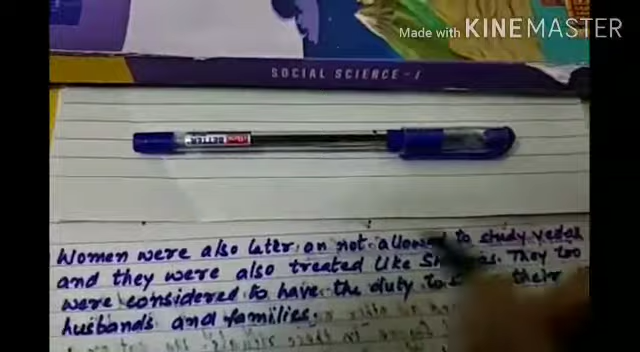 Made with KINEMASTER
SOCIAL SCIENCE - I
BETTER
Women were also later on not allowed to study vedas
and they were also treated like. They too
were considered to have the duty to their
husbands and families.